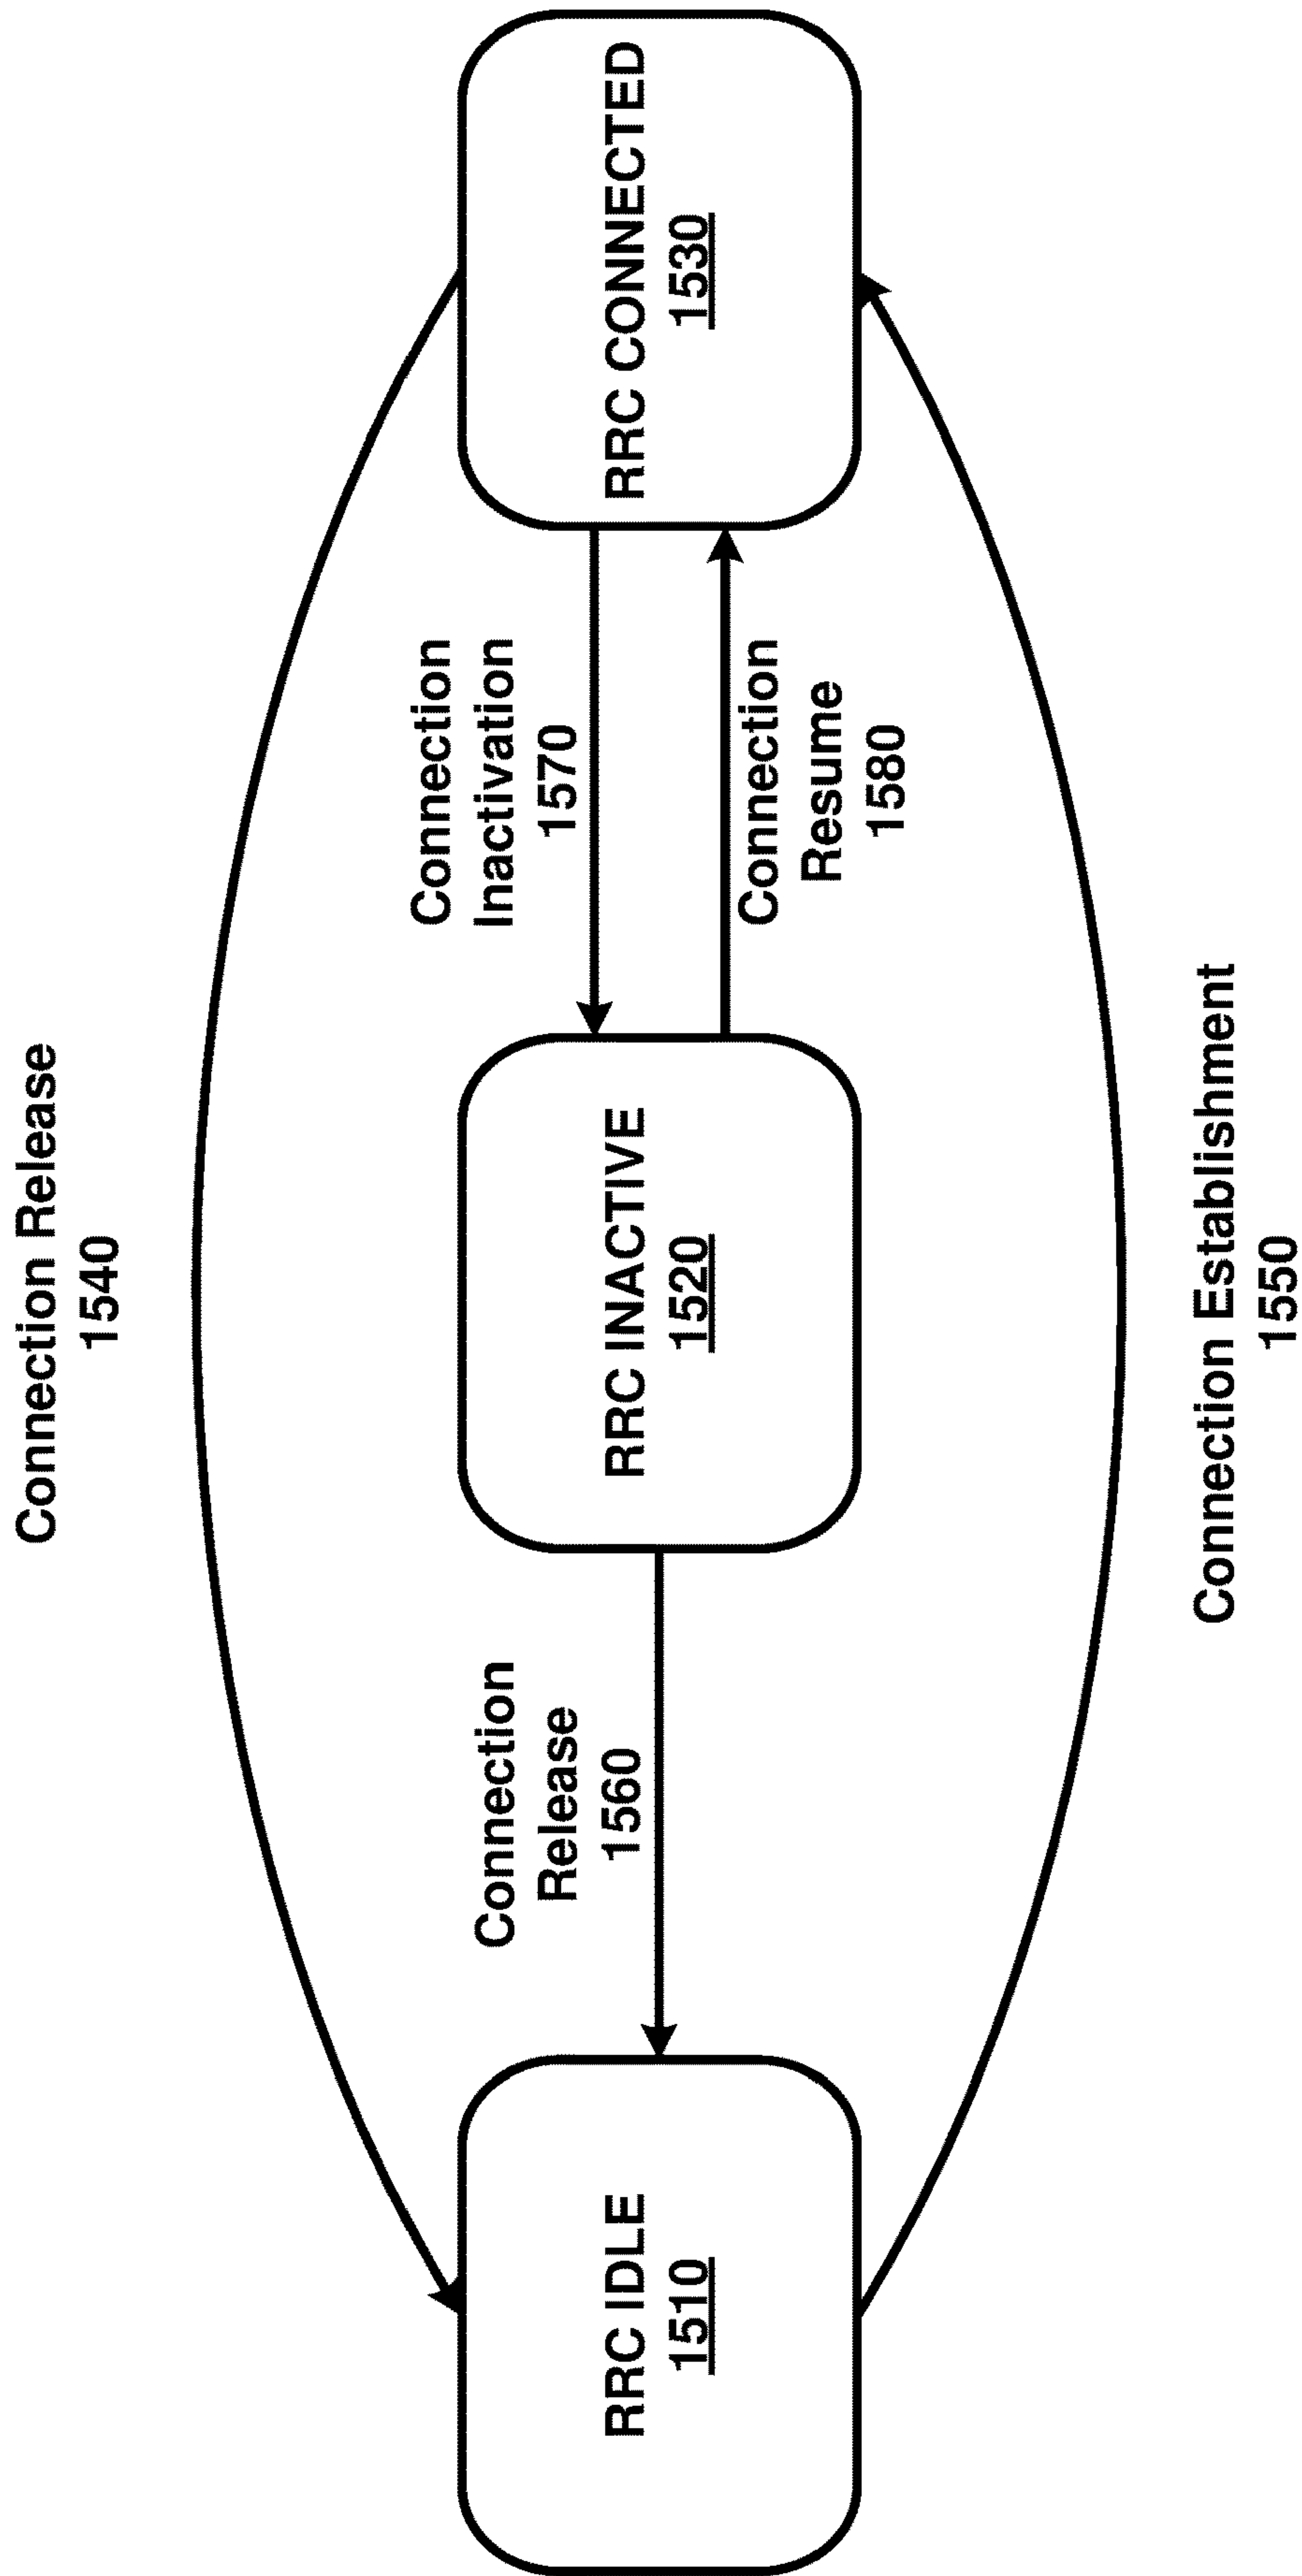 Connection Release
1540
RRC IDLE
1510
Connection
Release
1560
RRC INACTIVE
1520
Connection
Inactivation
1570
Connection
Resume
1580
RRC CONNECTED
1530
Connection Establishment
1550